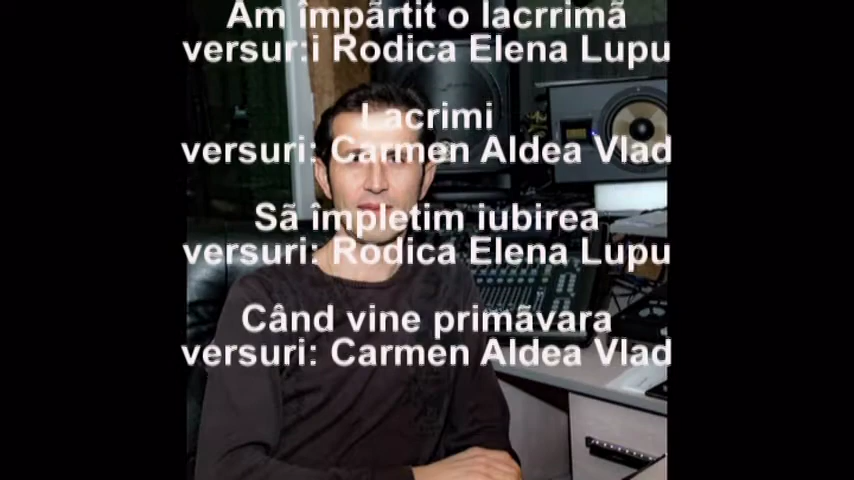 Am împãrtit o lacrrimã
versur:i Rodica Elena Lupu
Lacrimi
versuri: Carmen Aldea Vlad
Sã împletim iubirea
versuri: Rodica Elena Lupu
Când vine primãvara
versuri: Carmen Aldea Vlad